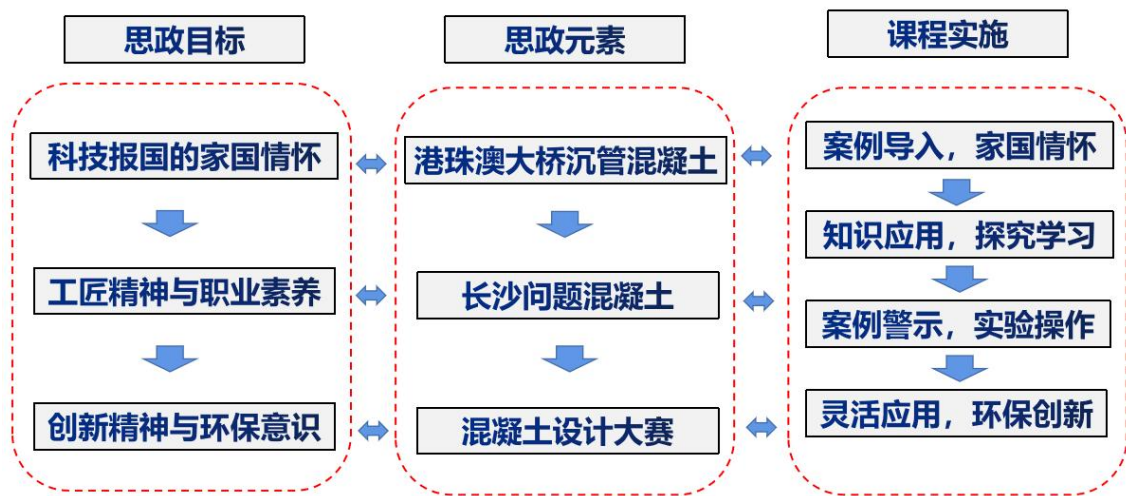 思政目标
思政元素
课程实施
科技报国的家国情怀
港珠澳大桥沉管混凝土
案例导入，家国情怀
知识应用，探究学习
工匠精神与职业素养
长沙问题混凝土
案例警示，实验操作
创新精神与环保意识
混凝土设计大赛
灵活应用，环保创新